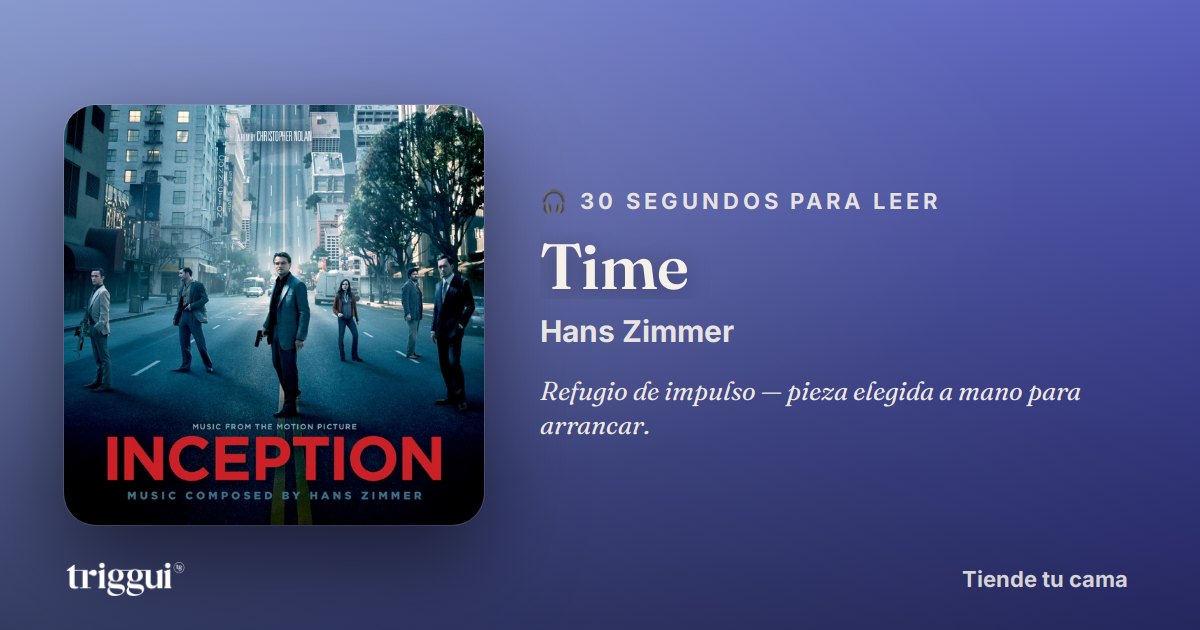 A FILM BY CHRISTOPHER NOLAN
MUSIC FROM THE MOTION PICTURE
INCEPTION
MUSIC COMPOSED BY HANS ZIMMER
30 SEGUNDOS PARA LEER
Time
Hans Zimmer
Refugio de impulso — pieza elegida a mano para
arrancar.
triggui
Tiende tu cama